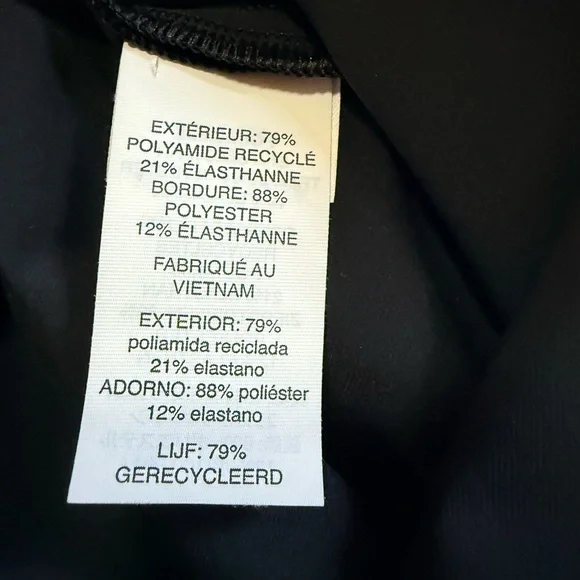 EXTÉRIEUR: 79%
POLYAMIDE RECYCLÉ
21% ÉLASTHANNE
BORDURE: 88%
POLYESTER
12% ÉLASTHANNE
FABRIQUÉ AU
VIETNAM
EXTERIOR: 79%
poliamida reciclada
21% elastano
ADORNO: 88% poliéster
12% elastano
LIJF: 79%
GERECYCLEERD